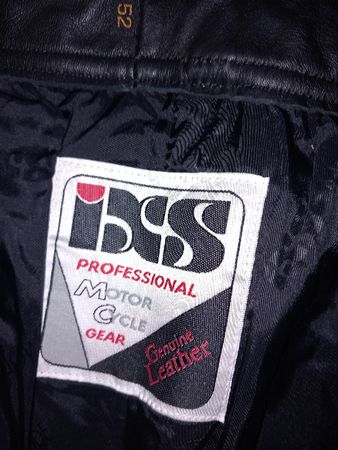 52
iXS
PROFESSIONAL
MOTOR
CYCLE
GEAR
Genuine
Leather